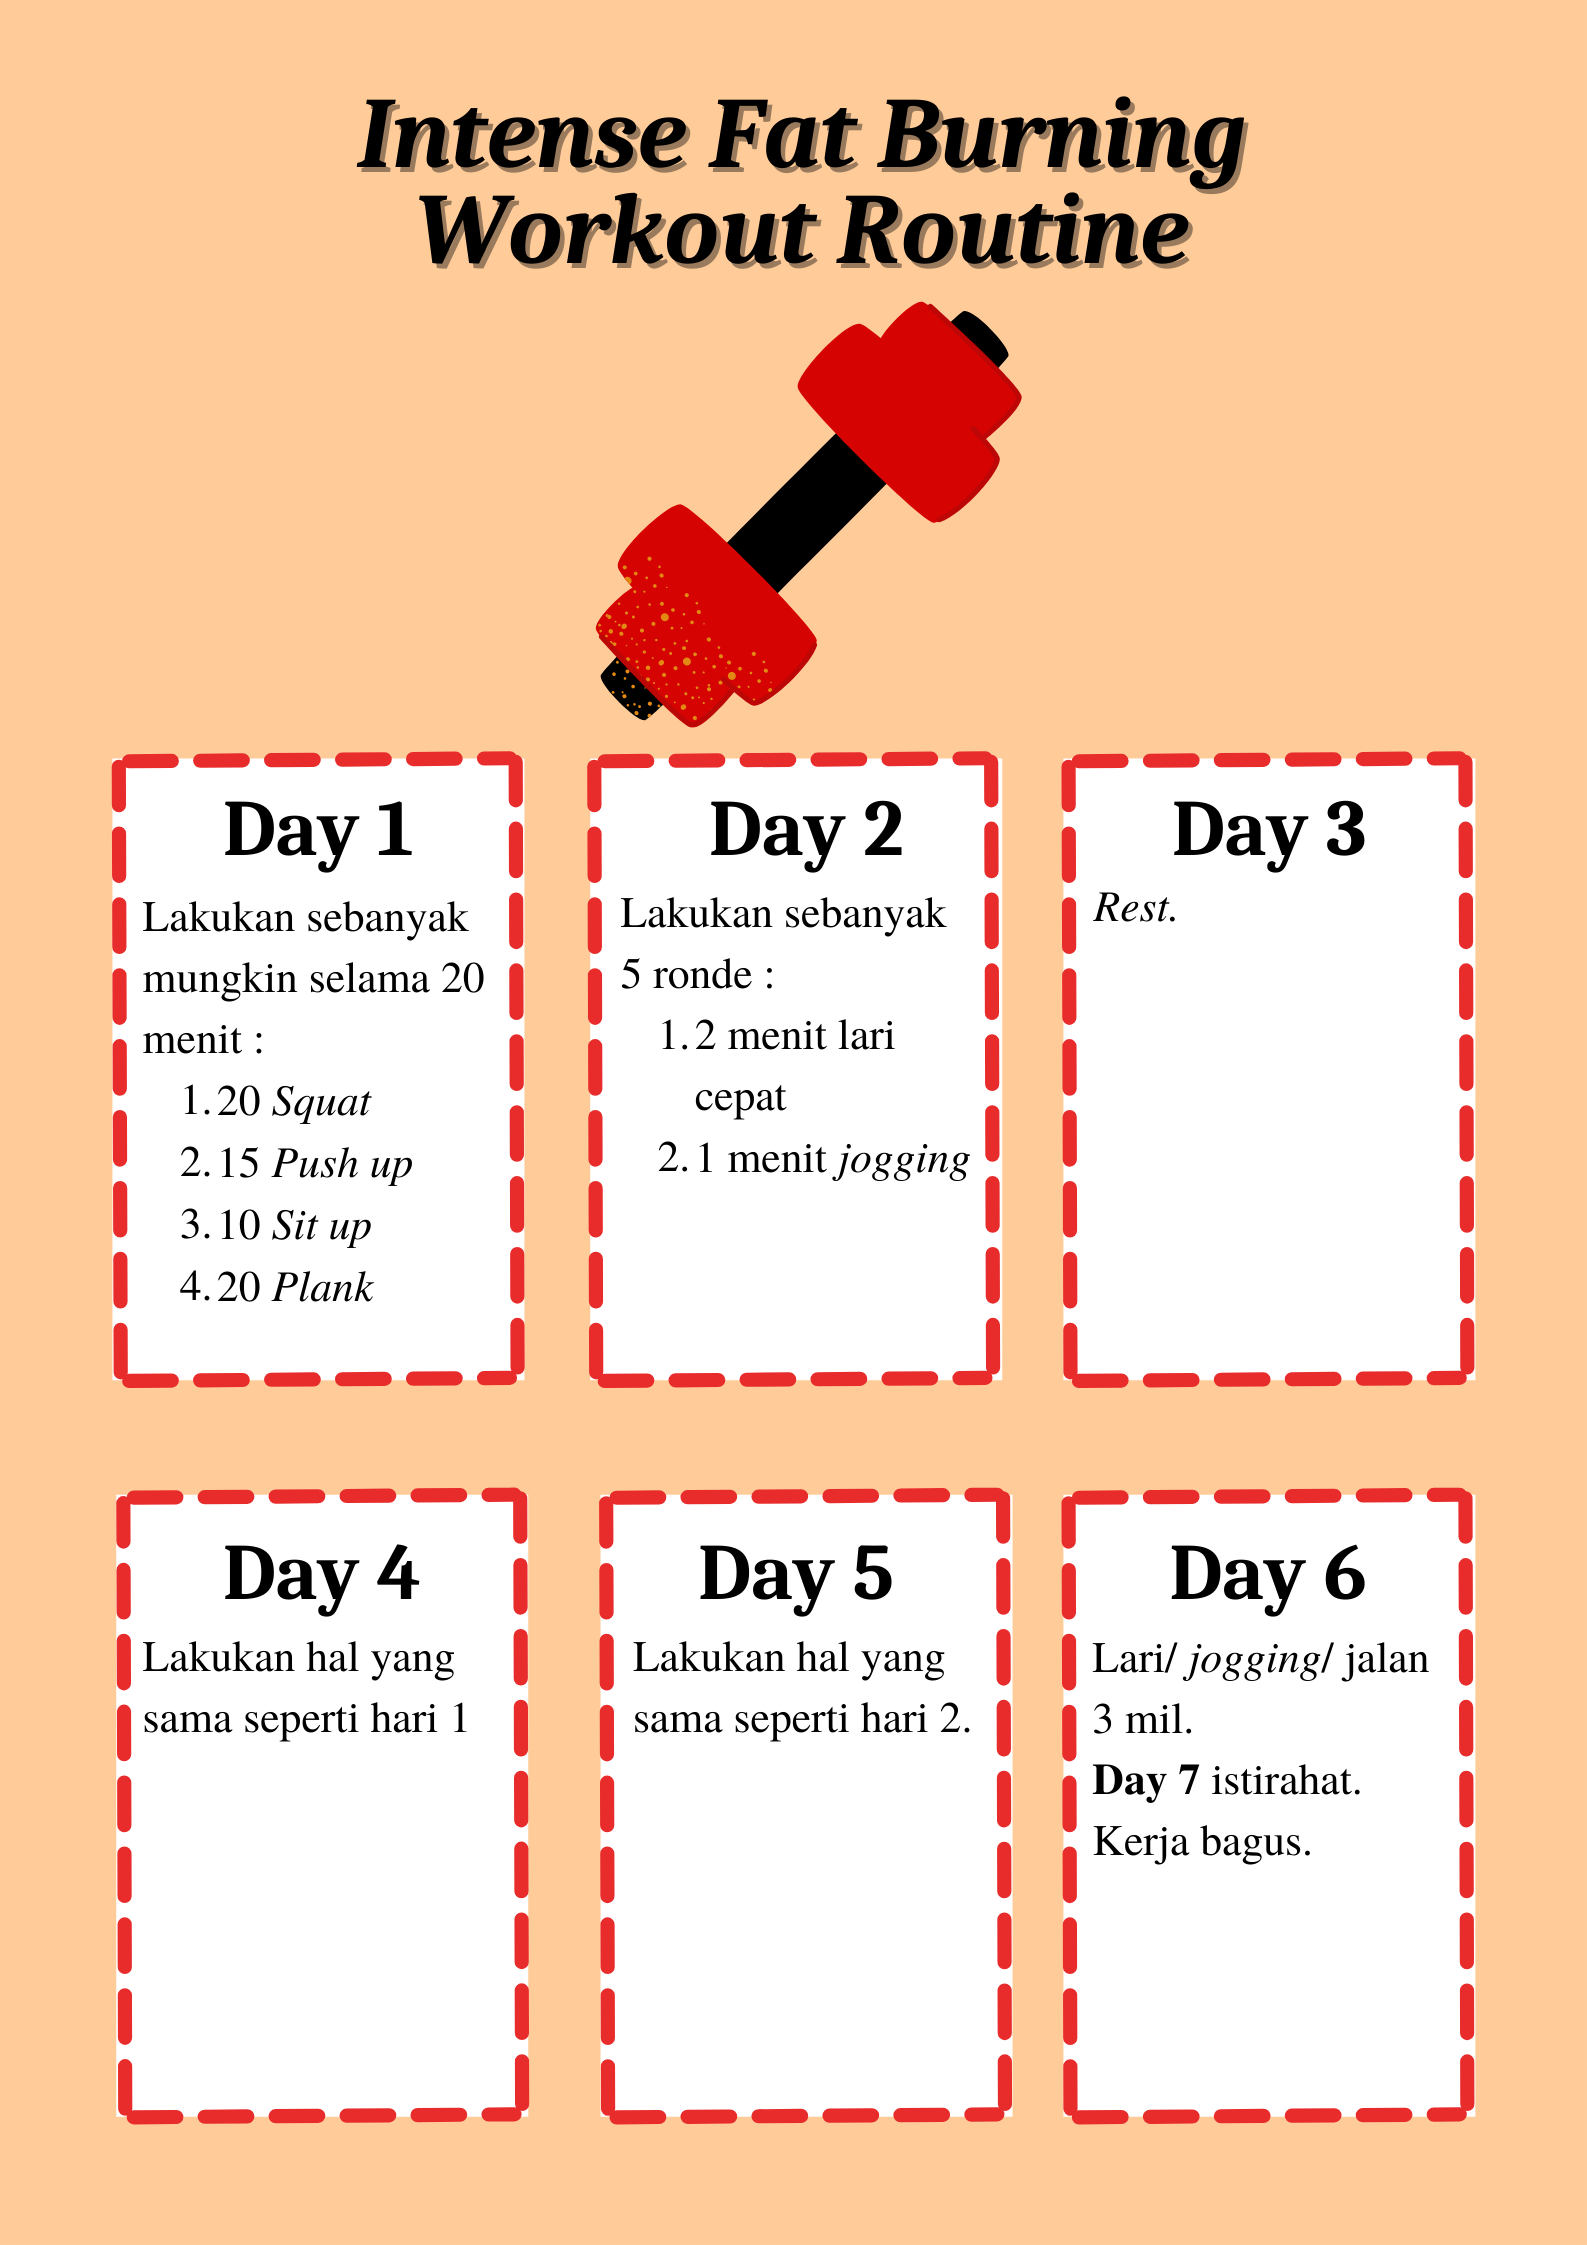 Intense Fat Burning
Workout Routine
Day 1
Lakukan sebanyak
mungkin selama 20
menit :
1. 20 Squat
2. 15 Push up
3. 10 Sit up
4. 20 Plank
Day 2
Lakukan sebanyak
5 ronde :
1. 2 menit lari
cepat
2. 1 menit jogging
Day 3
Rest.
Day 4
Lakukan hal yang
sama seperti hari 1
Day 5
Lakukan hal yang
sama seperti hari 2.
Day 6
Lari/ jogging/ jalan
3 mil.
Day 7 istirahat.
Kerja bagus.